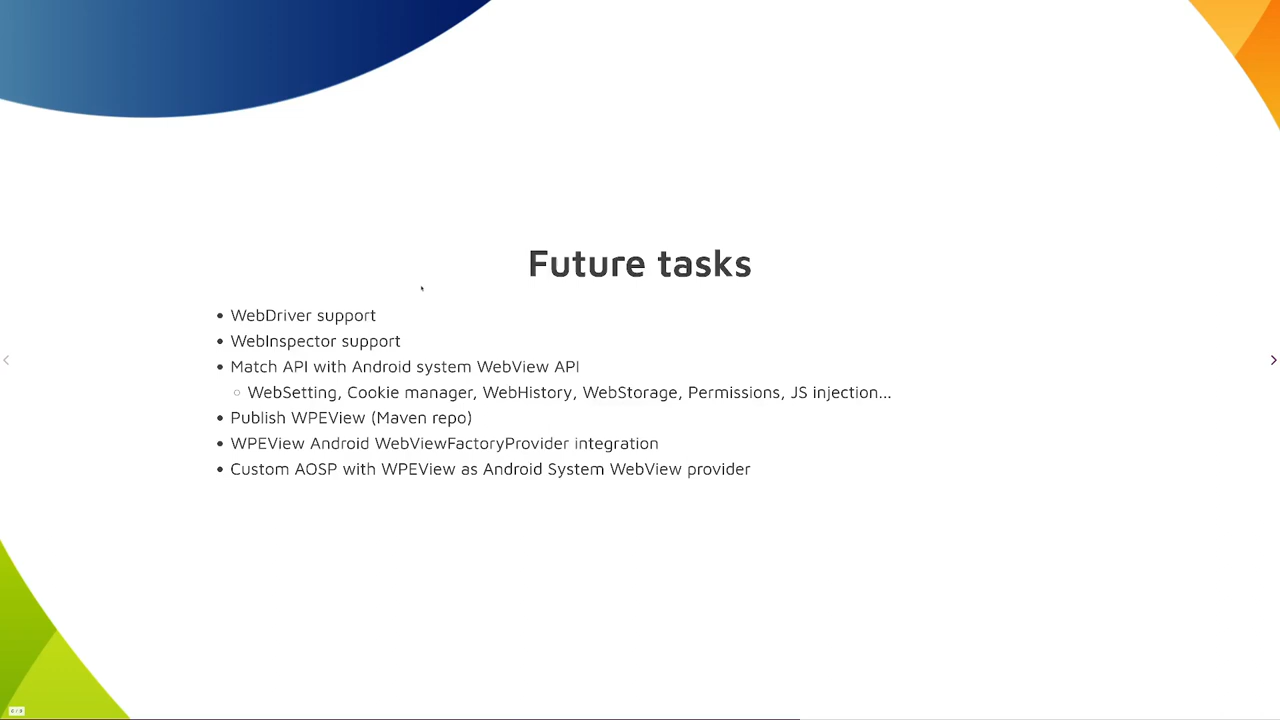 Future tasks
WebDriver support
WebInspector support
Match API with Android system WebView API
WebSetting, Cookie manager, WebHistory, WebStorage, Permissions, JS injection...
Publish WPEView (Maven repo)
WPEView Android WebViewFactoryProvider integration
Custom AOSP with WPEView as Android System WebView provider